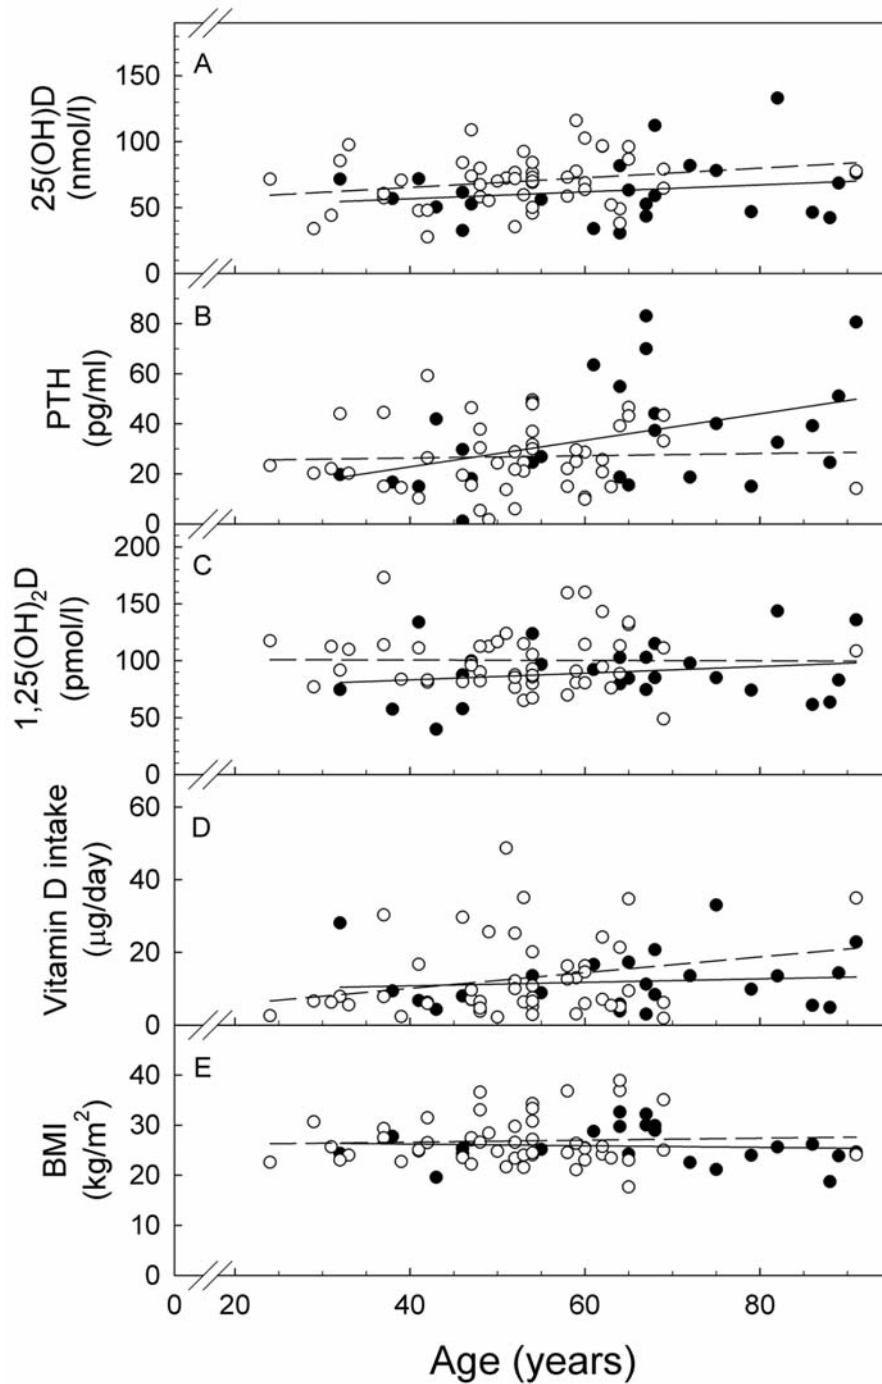 A
25(OH)D
(nmol/l)
150
100
50
0
B
PTH
(pg/ml)
80
60
40
20
0
C
1,25(OH)₂D
(pmol/l)
200
150
100
50
0
D
Vitamin D intake
(μg/day)
60
40
20
0
E
BMI
(kg/m²)
40
30
20
10
0
0 20 40 60 80
Age (years)